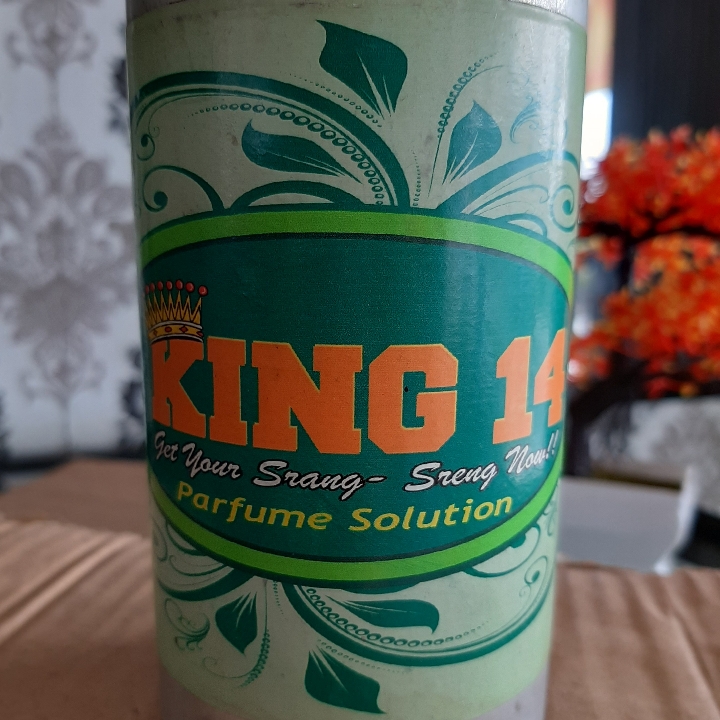 KING 14
Get Your Srang- Sreng Now!!
Parfume Solution